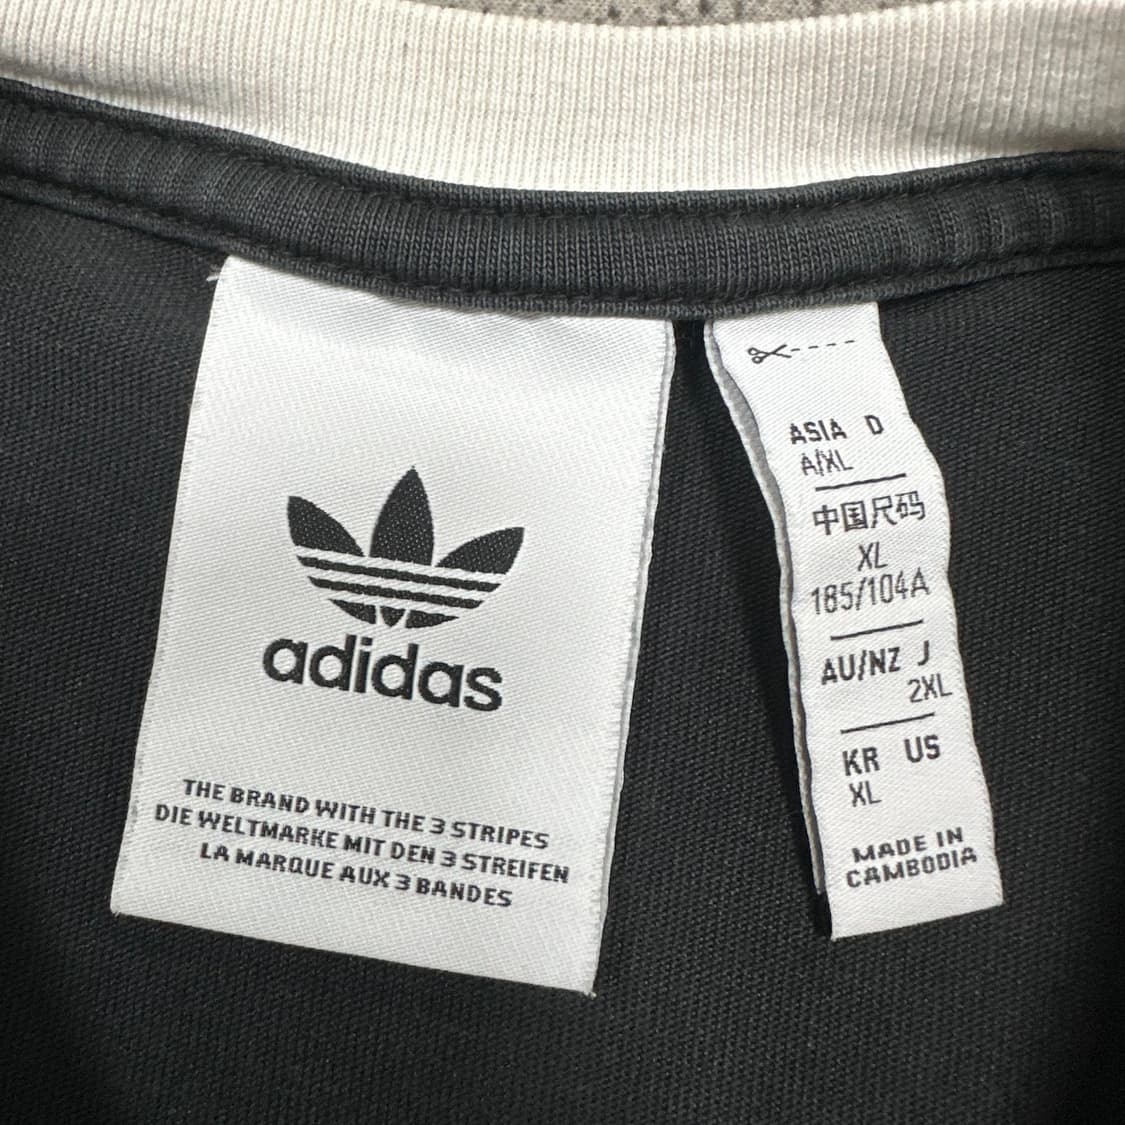 adidas
THE BRAND WITH THE 3 STRIPES
DIE WELTMARKE MIT DEN 3 STREIFEN
LA MARQUE AUX 3 BANDES
ASIA D
A/XL
中国尺码
XL
185/104A
AU/NZ J
2XL
KR US
XL
MADE IN
CAMBODIA